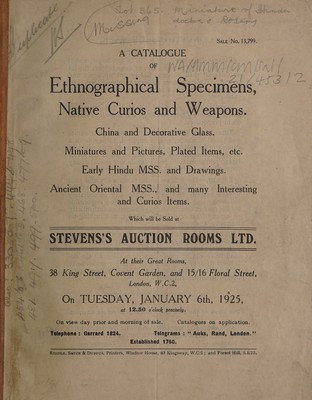 Duplicate
Missing
SALE No. 13,799.
A CATALOGUE
OF
Ethnographical Specimens,
Native Curios and Weapons.
China and Decorative Glass.
Miniatures and Pictures, Plated Items, etc.
Early Hindu MSS. and Drawings.
Ancient Oriental MSS., and many Interesting
and Curios Items.
Which will be Sold at
STEVENS'S AUCTION ROOMS LTD.
At their Great Rooms,
38 King Street, Covent Garden, and 15/16 Floral Street,
London, W.C.2,
On TUESDAY, JANUARY 6th, 1925,
at 12.30 o'clock precisely.
On view day prior and morning of sale. Catalogues on application.
Telephone : Gerrard 1824. Telegrams : "Auks, Rand, London."
Established 1760.